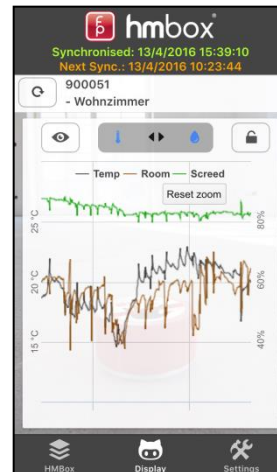 hmbox
Synchronised: 13/4/2016 15:39:10
Next Sync.: 13/4/2016 10:23:44
900051
- Wohnzimmer
Temp Room Screed
Reset zoom
25 °C
80%
20 °C
60%
15 °C
40%
HMBox Display Settings